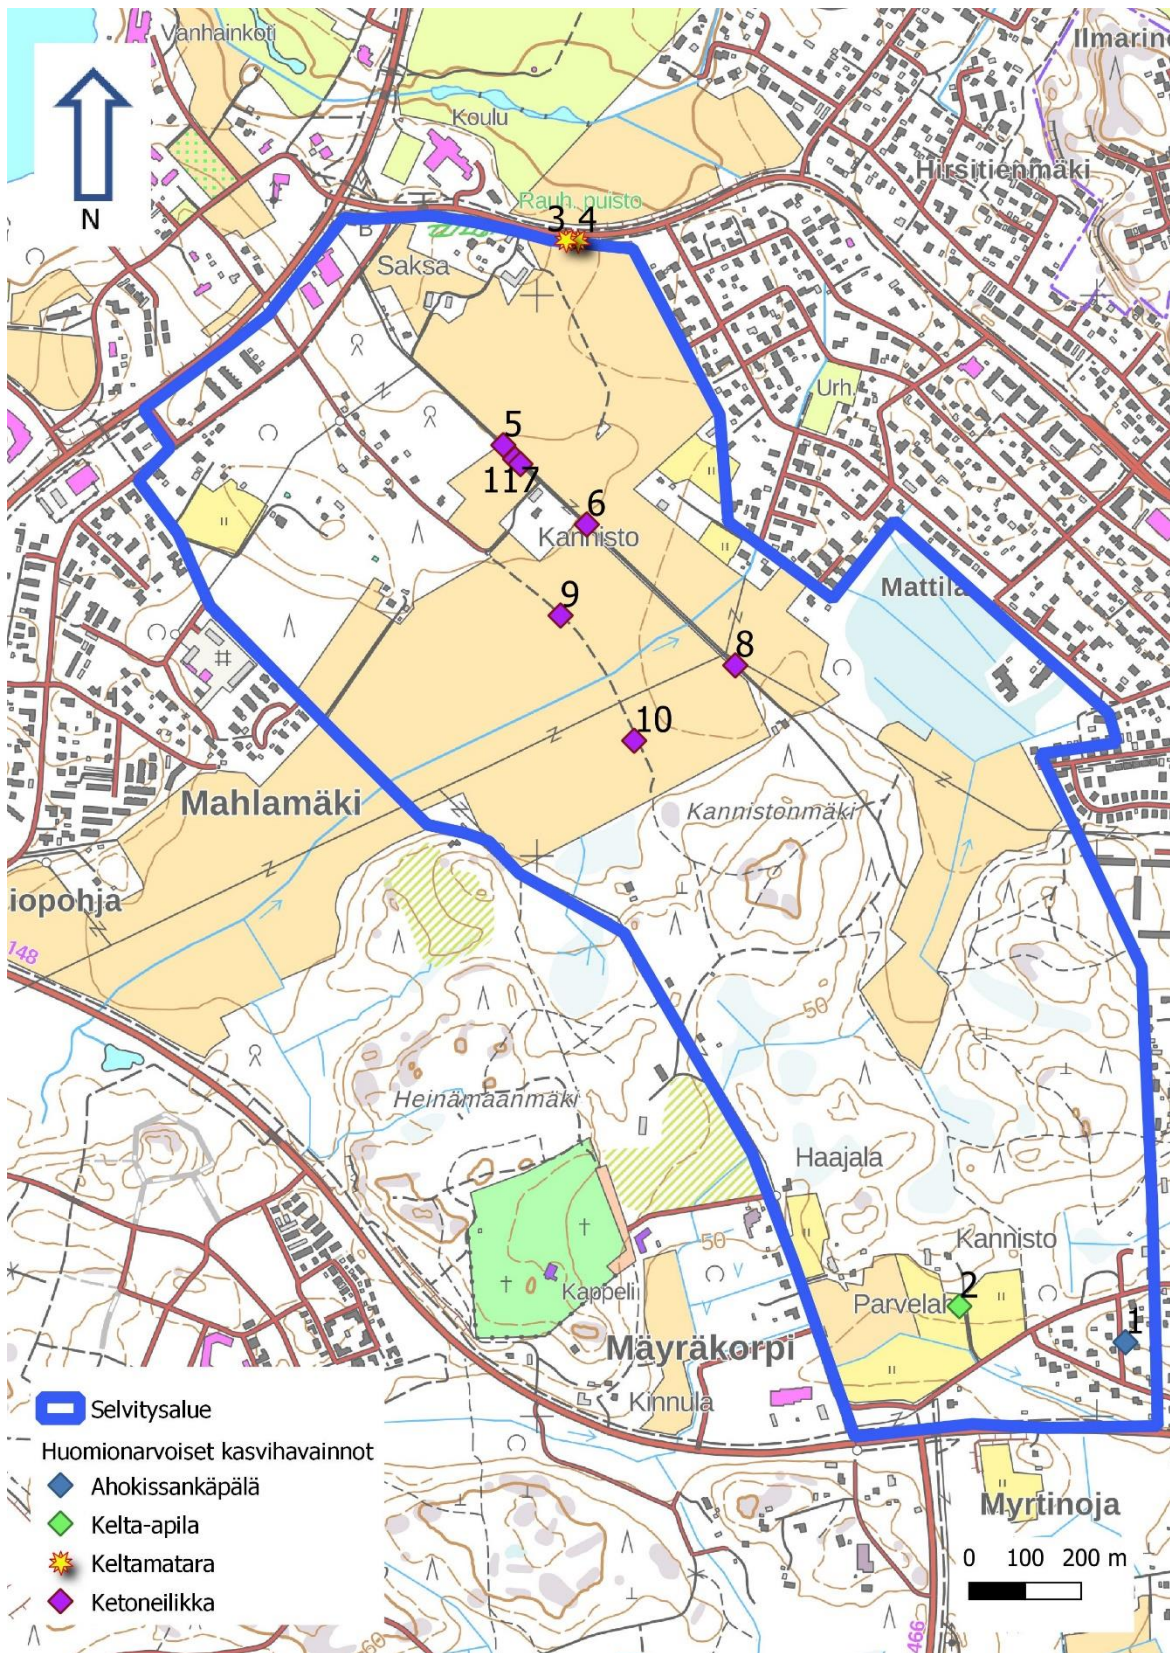 Vanhainkoti
Ilmarin
Koulu
Hirsitienmäki
Rauh. puisto
N
3 4
B
Saksa
Urh.
5
117
6
Kannisto
Mattila
9
8
10
Mahlamäki
Kannistonmäki
iopohja
148
50
Heinämaanmäki
Haajala
Kannisto
50
Kappeli
Parvela
2
1
Mäyräkorpi
Kinnula
Selvitysalue
Huomionarvoiset kasvihavainnot
Ahokissankäpälä
Kelta-apila
Keltamatara
Ketoneilikka
Myrtinoja
0 100 200 m
466
60